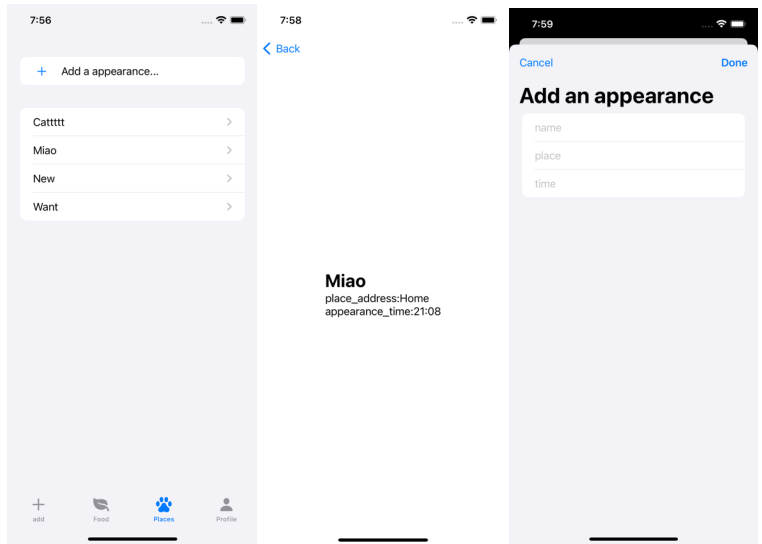 7:56
+ Add a appearance...
Cattttt
Miao
New
Want
add Food Places Profile
7:58
Back
Miao
place_address:Home
appearance_time:21:08
7:59
Cancel Done
Add an appearance
name
place
time